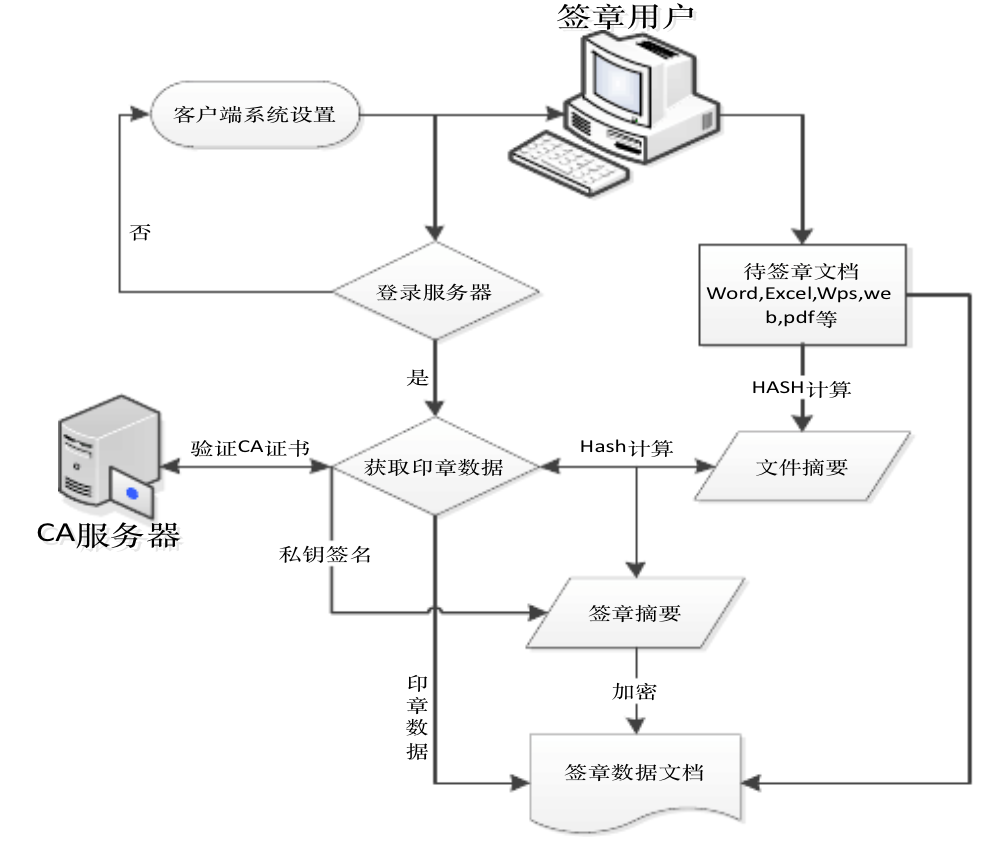 签章用户
客户端系统设置
否
登录服务器
待签章文档
Word,Excel,Wps,we
b,pdf等
是
HASH计算
验证CA证书
获取印章数据
Hash计算
文件摘要
CA服务器
私钥签名
签章摘要
印
章
数
据
加密
签章数据文档